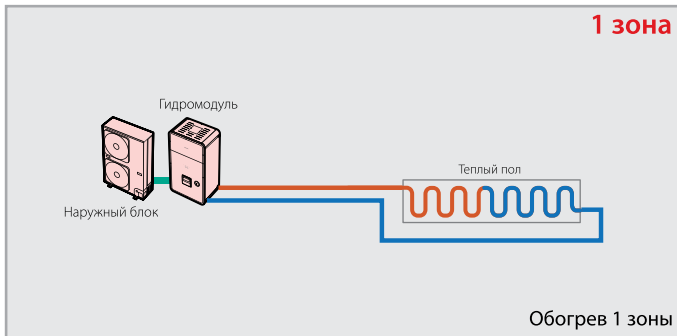 1 зона
Гидромодуль
Теплый пол
Наружный блок
Обогрев 1 зоны